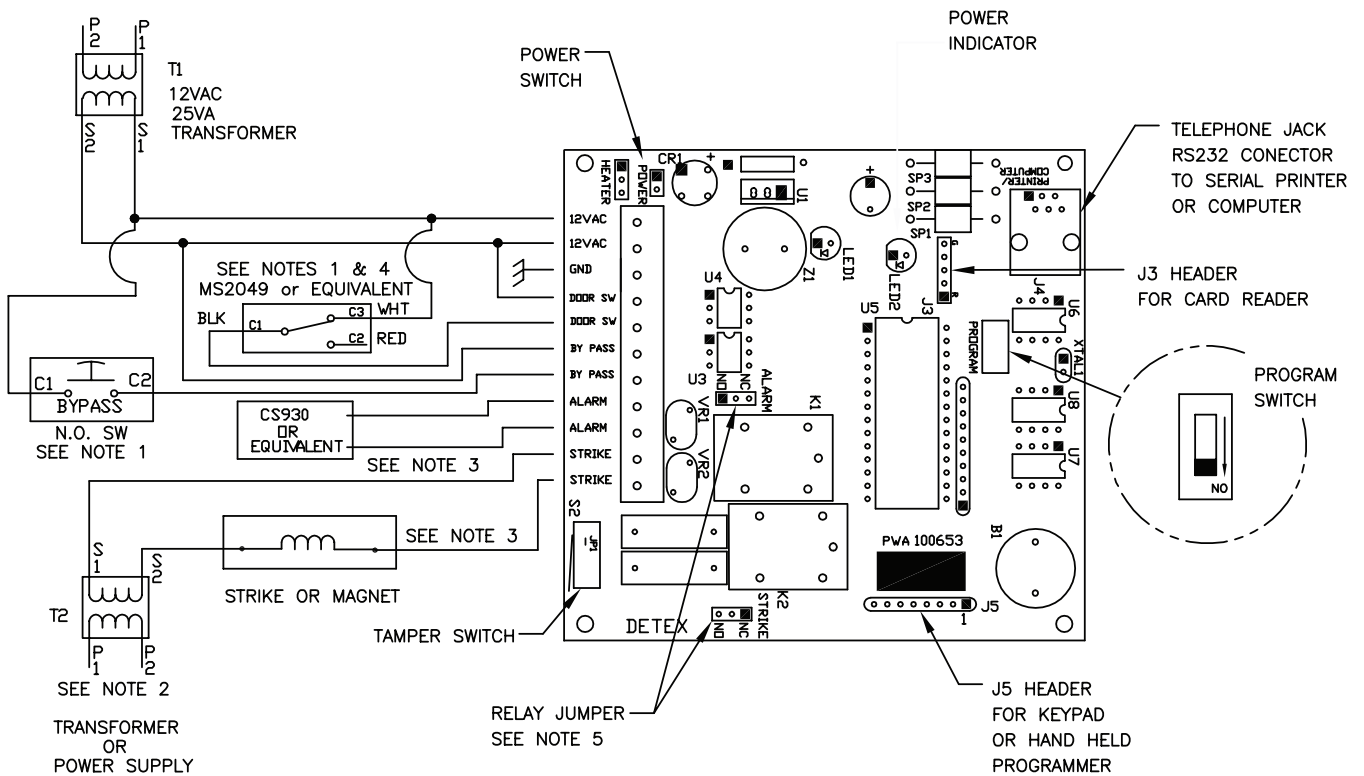 P
2
P
1
T1
12VAC
25VA
TRANSFORMER
S
2
S
1
POWER
SWITCH
POWER
INDICATOR
TELEPHONE JACK
RS232 CONECTOR
TO SERIAL PRINTER
OR COMPUTER
J3 HEADER
FOR CARD READER
PROGRAM
SWITCH
NO
SEE NOTES 1 & 4
MS2049 or EQUIVALENT
BLK
C1
C3
WHT
C2
RED
C1
C2
BYPASS
N.O. SW
SEE NOTE 1
CS930
OR
EQUIVALENT
SEE NOTE 3
SEE NOTE 3
STRIKE OR MAGNET
S
1
S
2
T2
P
1
P
2
SEE NOTE 2
TRANSFORMER
OR
POWER SUPPLY
TAMPER SWITCH
RELAY JUMPER
SEE NOTE 5
J5 HEADER
FOR KEYPAD
OR HAND HELD
PROGRAMMER
12VAC
12VAC
GND
DOOR SW
DOOR SW
BY PASS
BY PASS
ALARM
ALARM
STRIKE
STRIKE
HEATER
POWER
CR1
+
U1
+
SP3
SP2
SP1
PRINTER/
COMPUTER
Z1
LED1
LED2
G
R
J3
J4
U4
U5
U6
XTAL1
PROGRAM
U3
NO
NC
ALARM
VR1
VR2
K1
U8
U7
S2
JP1
PWA 100653
B1
K2
STRIKE
NO
NC
DETEX
J5
1